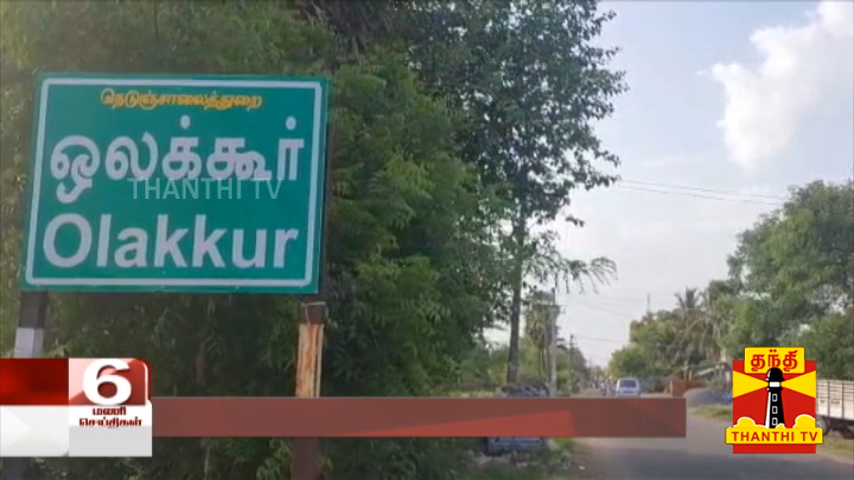 நெடுஞ்சாலைத்துறை
ஒலக்கூர்
THANTHI TV
Olakkur
6
மணி
செய்திகள்
தந்தி
THANTHI TV